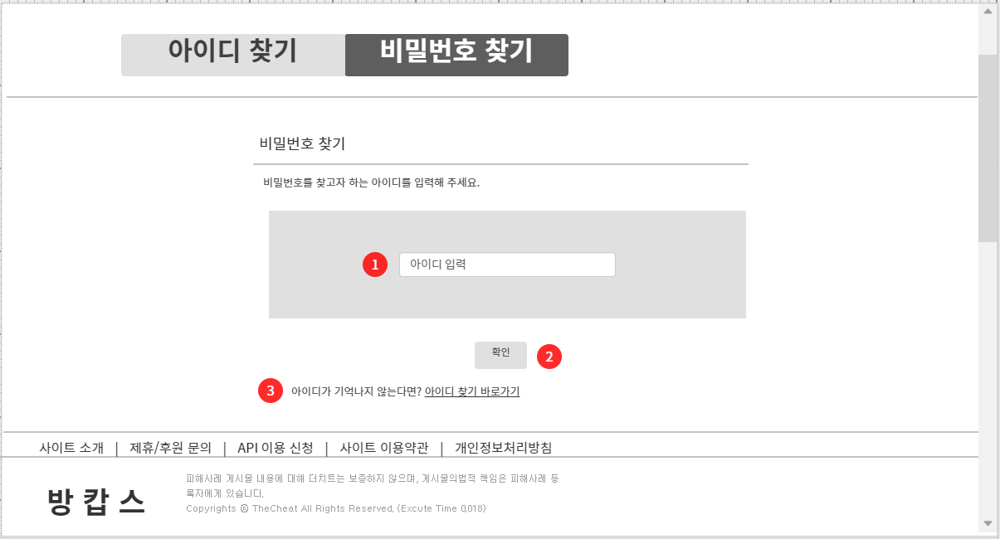 아이디 찾기 비밀번호 찾기
비밀번호 찾기
비밀번호를 찾고자 하는 아이디를 입력해 주세요.
1 아이디 입력
확인 2
3 아이디가 기억나지 않는다면? 아이디 찾기 바로가기
사이트 소개 | 제휴/후원 문의 | API 이용 신청 | 사이트 이용약관 | 개인정보처리방침
피해사례 게시물 내용에 대해 더치트는 보증하지 않으며, 게시물의법적 책임은 피해사례 등
록자에게 있습니다.
방 캅 스
Copyrights ⓒ TheCheat All Rights Reserved. (Excute Time 0.018)